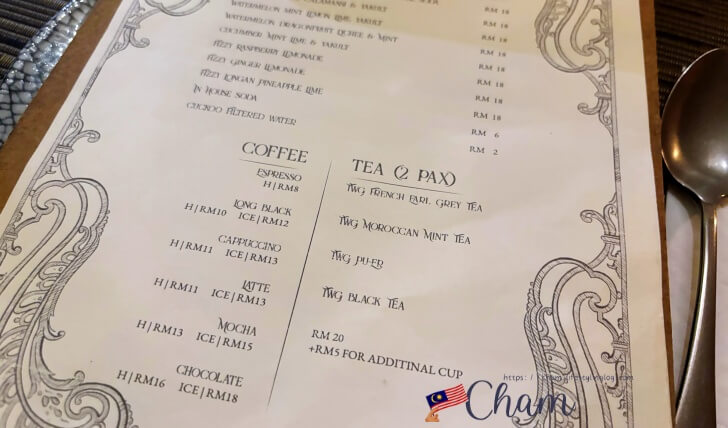 & YAKULT SODA
RM 18
WATERMELON MINT LEMON LIME YAKULT
RM 18
WATERMELON DRAGONFRUIT LICHEE & MINT
RM 18
CUCUMBER MINT LIME & YAKULT
RM 18
FIZZY RASPBERRY LEMONADE
RM 18
FIZZY GINGER LEMONADE
RM 18
FIZZY LONGAN PINEAPPLE LIME
RM 18
IN HOUSE SODA
RM 6
CUCKOO FILTERED WATER
RM 2
COFFEE
ESPRESSO
H|RM8
LONG BLACK
H|RM10 ICE|RM12
CAPPUCCINO
H|RM11 ICE|RM13
LATTE
H|RM11 ICE|RM13
MOCHA
H|RM13 ICE|RM15
CHOCOLATE
H|RM16 ICE|RM18
TEA (2 PAX)
TWG FRENCH EARL GREY TEA
TWG MOROCCAN MINT TEA
TWG PU-ER
TWG BLACK TEA
RM 20
+RM5 FOR ADDITINAL CUP
Cham